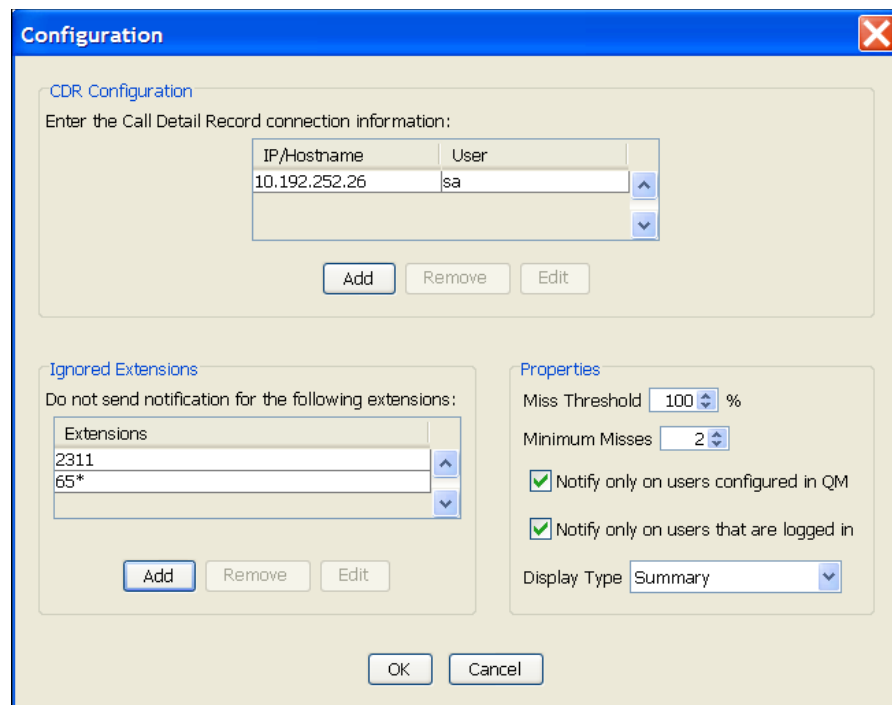 Configuration
CDR Configuration
Enter the Call Detail Record connection information:
IP/Hostname User
10.192.252.26 sa
Add Remove Edit
Ignored Extensions
Do not send notification for the following extensions:
Extensions
2311
65*
Add Remove Edit
Properties
Miss Threshold 100 %
Minimum Misses 2
Notify only on users configured in QM
Notify only on users that are logged in
Display Type Summary
OK Cancel